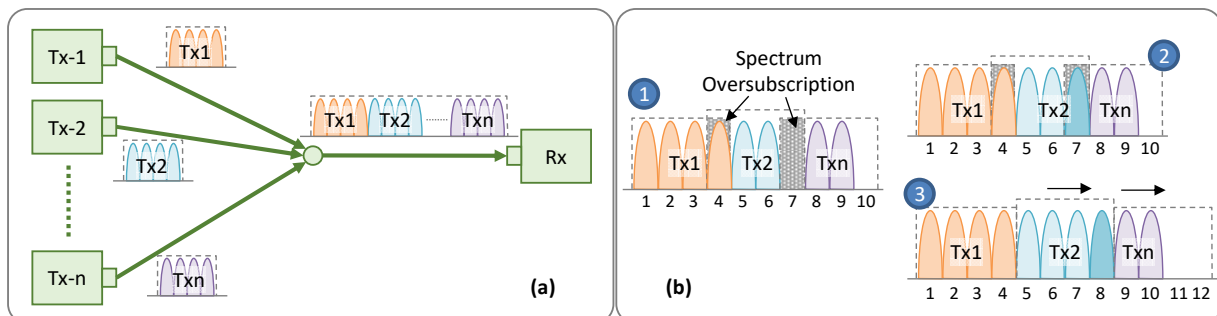 Tx-1
Tx1
Tx-2
Tx2
Tx-n
Txn
Tx1 Tx2 Txn
Rx
(a)
1
Spectrum
Oversubscription
Tx1 Tx2 Txn
1 2 3 4 5 6 7 8 9 10
(b)
2
Tx1 Tx2 Txn
1 2 3 4 5 6 7 8 9 10
3
Tx1 Tx2 Txn
1 2 3 4 5 6 7 8 9 10 11 12